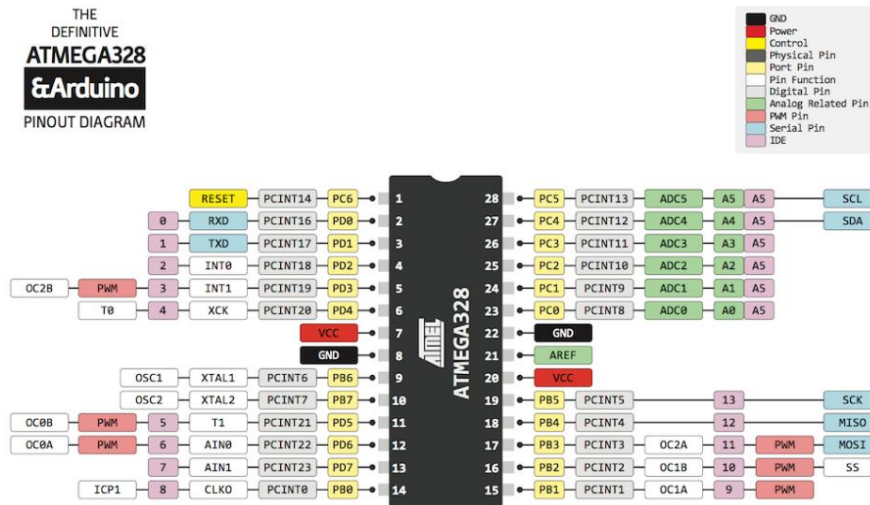 THE
DEFINITIVE
ATMEGA328
&Arduino
PINOUT DIAGRAM
GND
Power
Control
Physical Pin
Port Pin
Pin Function
Digital Pin
Analog Related Pin
PWM Pin
Serial Pin
IDE
RESET PCINT14 PC6 1 28 PC5 PCINT13 ADC5 A5 A5 SCL
0 RXD PCINT16 PD0 2 27 PC4 PCINT12 ADC4 A4 A5 SDA
1 TXD PCINT17 PD1 3 26 PC3 PCINT11 ADC3 A3 A5
2 INT0 PCINT18 PD2 4 25 PC2 PCINT10 ADC2 A2 A5
OC2B PWM 3 INT1 PCINT19 PD3 5 24 PC1 PCINT9 ADC1 A1 A5
T0 4 XCK PCINT20 PD4 6 23 PC0 PCINT8 ADC0 A0 A5
VCC 7 22 GND
GND 8 21 AREF
OSC1 XTAL1 PCINT6 PB6 9 20 VCC
OSC2 XTAL2 PCINT7 PB7 10 19 PB5 PCINT5 13 SCK
OC0B PWM 5 T1 PCINT21 PD5 11 18 PB4 PCINT4 12 MISO
OC0A PWM 6 AIN0 PCINT22 PD6 12 17 PB3 PCINT3 OC2A 11 PWM MOSI
7 AIN1 PCINT23 PD7 13 16 PB2 PCINT2 OC1B 10 PWM SS
ICP1 8 CLKO PCINT0 PB0 14 15 PB1 PCINT1 OC1A 9 PWM
ATMEL
ATMEGA328